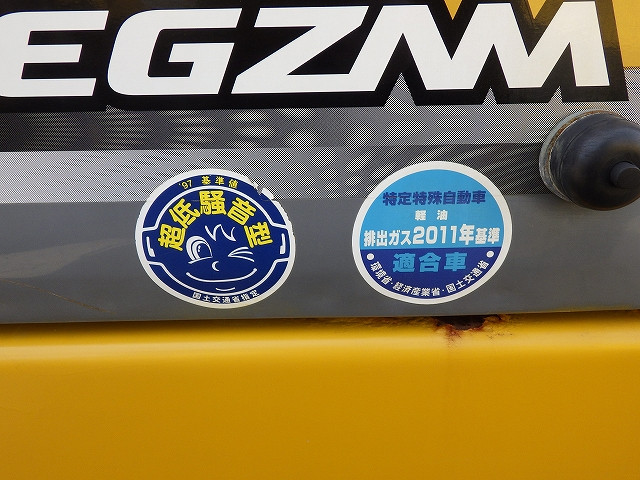 EGZAM
'97 基準値
超低騒音型
国土交通省指定
特定特殊自動車
軽油
排出ガス2011年基準
適合車
環境省・経済産業省・国土交通省